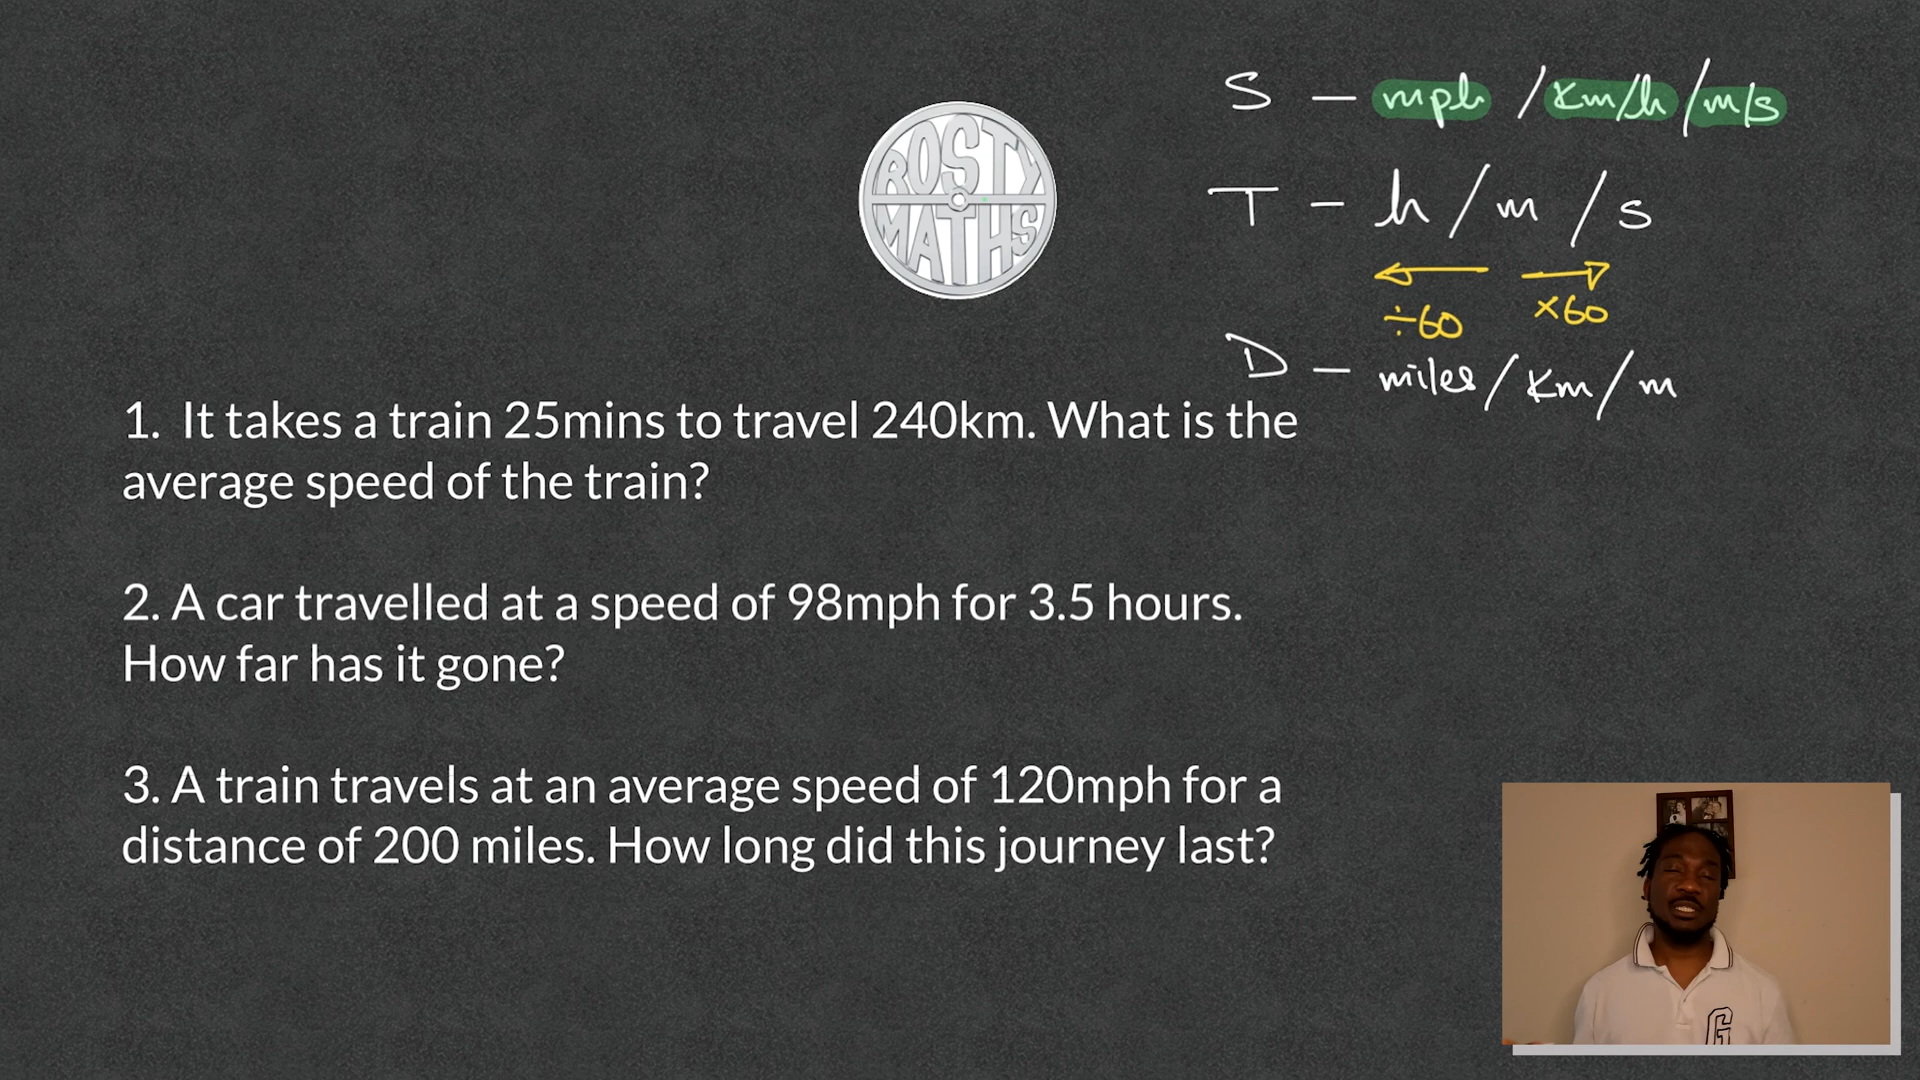 ROSTY
MATHS
S – mph / km/h / m/s
T – h / m / s
÷60 ×60
D – miles / km / m
1. It takes a train 25mins to travel 240km. What is the
average speed of the train?
2. A car travelled at a speed of 98mph for 3.5 hours.
How far has it gone?
3. A train travels at an average speed of 120mph for a
distance of 200 miles. How long did this journey last?
G